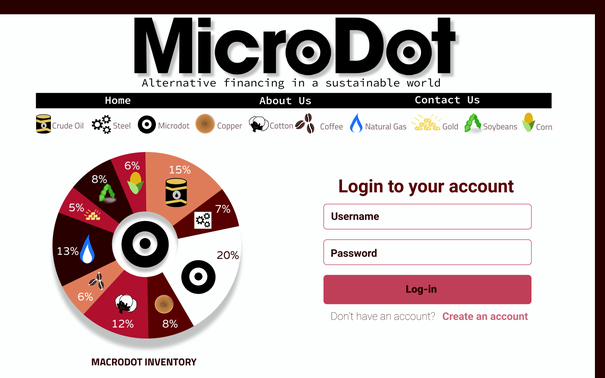 MicroDot
Alternative financing in a sustainable world
Home About Us Contact Us
Crude Oil Steel Microdot Copper Cotton Coffee Natural Gas Gold Soybeans Corn
6% 15%
8%
5% 7%
13% 20%
6%
12% 8%
MACRODOT INVENTORY
Login to your account
Username
Password
Log-in
Don't have an account? Create an account